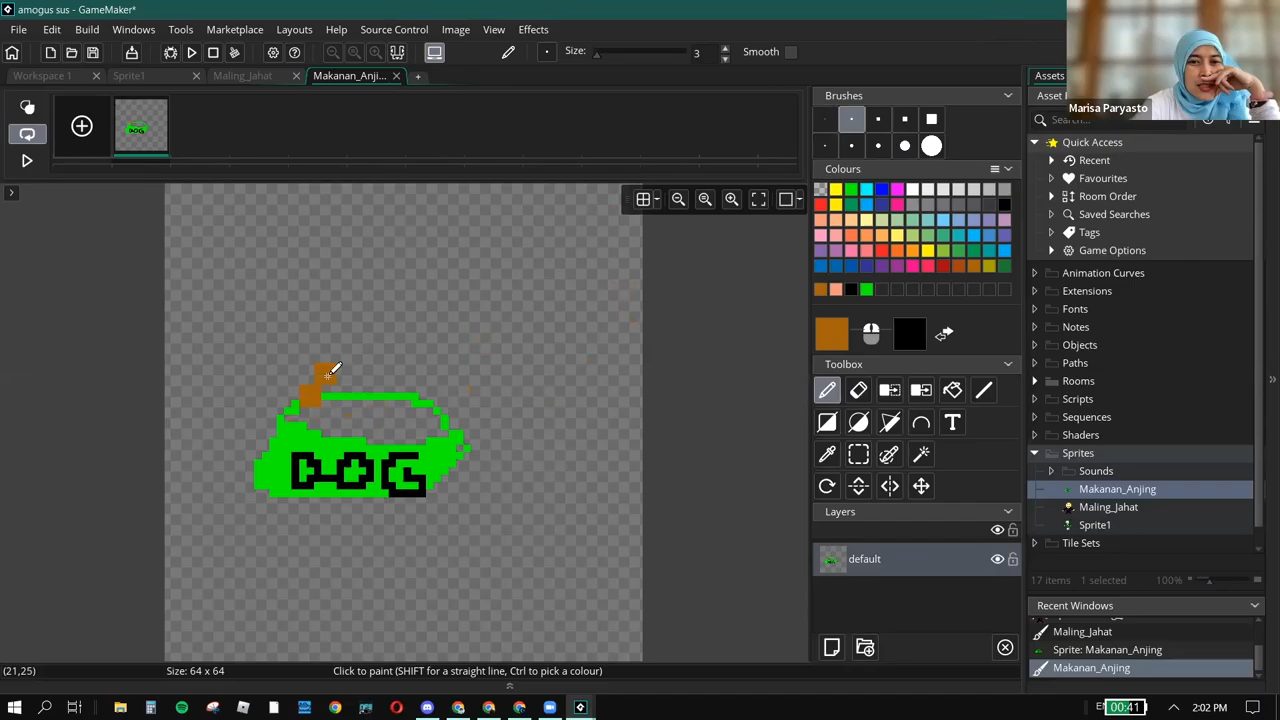 amogus sus - GameMaker*
File Edit Build Windows Tools Marketplace Layouts Help Source Control Image View Effects
Size: 3 Smooth
Workspace 1 Sprite1 Maling_Jahat Makanan_Anji...
Marisa Paryasto
Assets
Brushes
Search...
Quick Access
Recent
Favourites
Room Order
Saved Searches
Tags
Game Options
Colours
Animation Curves
Extensions
Fonts
Notes
Objects
Paths
Rooms
Scripts
Sequences
Shaders
Sprites
Sounds
Makanan_Anjing
Maling_Jahat
Sprite1
Tile Sets
Toolbox
T
Layers
default
DOG
17 items 1 selected 100%
Recent Windows
Maling_Jahat
Sprite: Makanan_Anjing
Makanan_Anjing
(21,25) Size: 64 x 64 Click to paint (SHIFT for a straight line, Ctrl to pick a colour)
00:41 2:02 PM